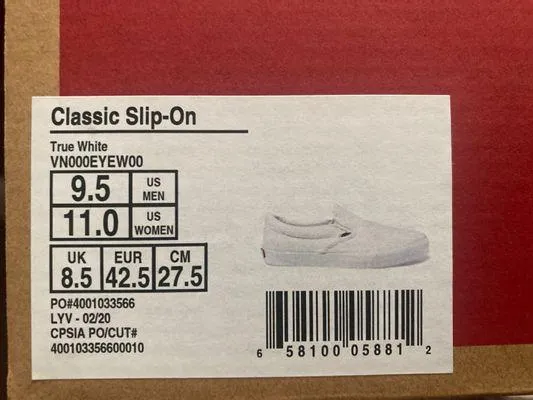 Classic Slip-On
True White
VN000EYEW00
9.5 US MEN
11.0 US WOMEN
UK EUR CM
8.5 42.5 27.5
PO#4001033566
LYV - 02/20
CPSIA PO/CUT#
400103356600010
6 58100 05881 2